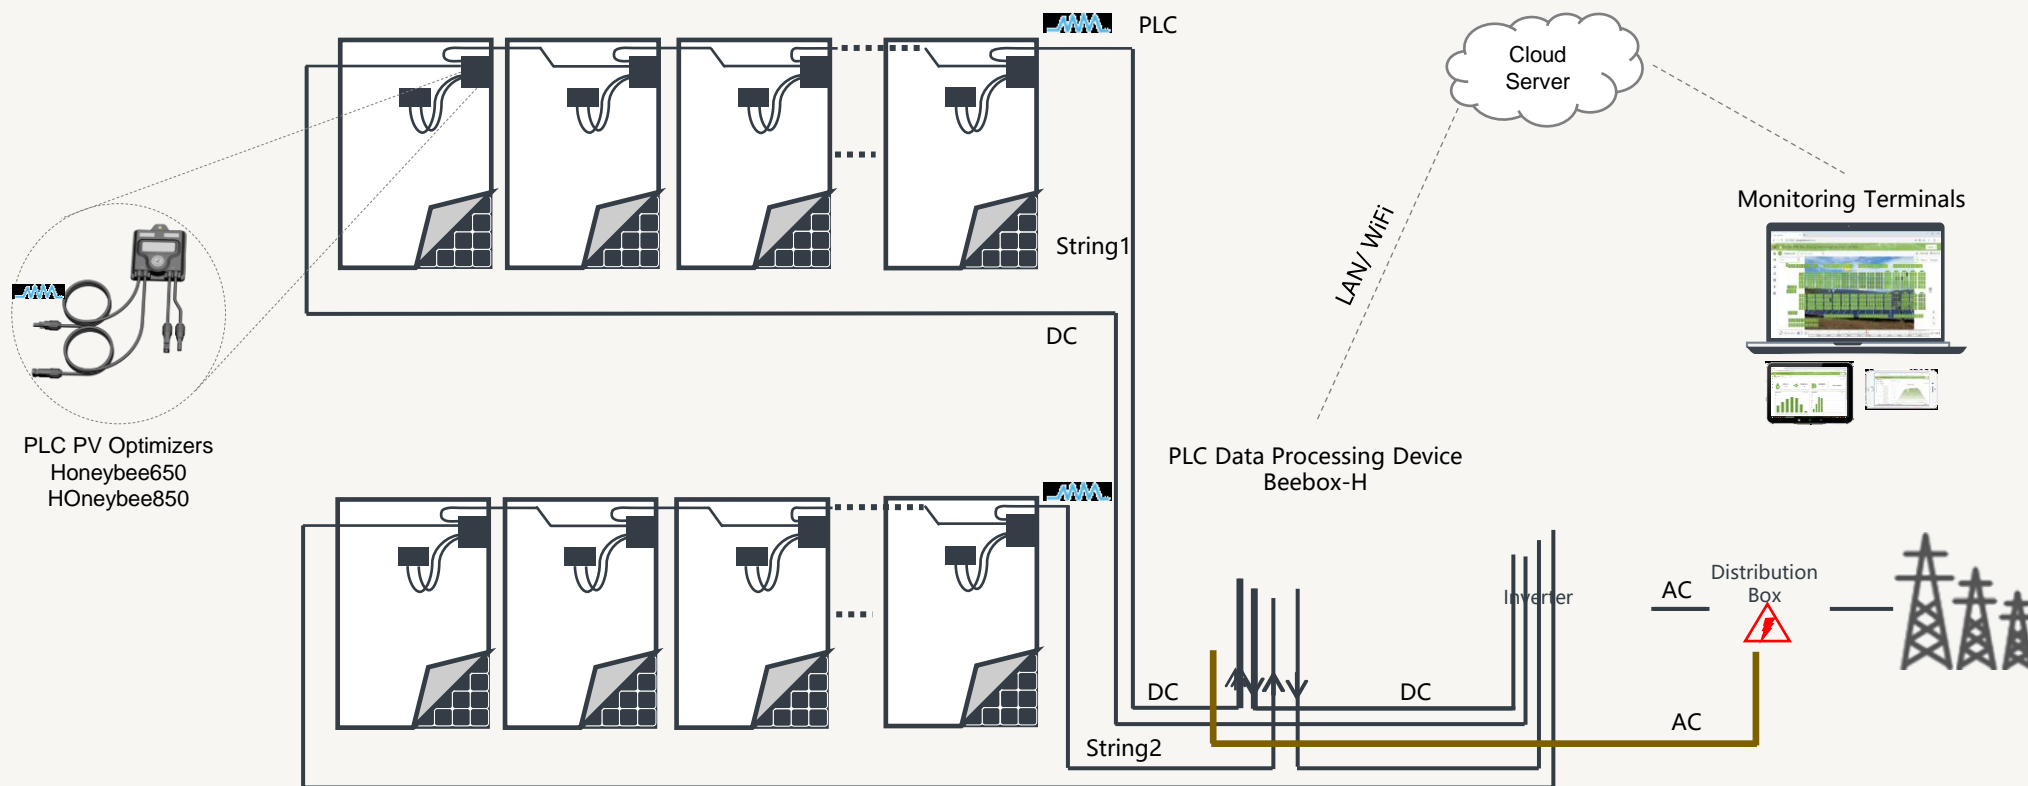 PLC
Cloud
Server
Monitoring Terminals
String1
LAN/ WiFi
DC
PLC PV Optimizers
Honeybee650
HOneybee850
PLC Data Processing Device
Beebox-H
Inverter
AC
Distribution
Box
DC
DC
AC
String2